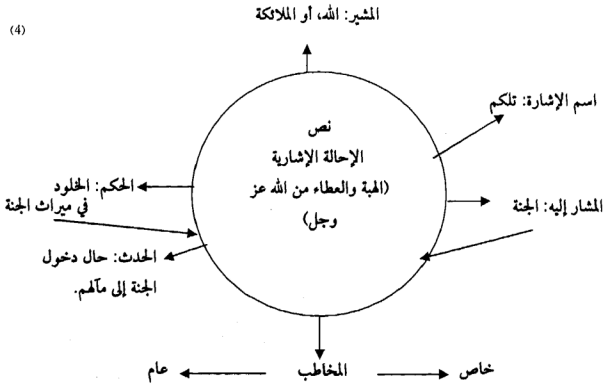 (4)
المشير: الله، أو الملائكة
اسم الإشارة: تلكم
نص
الإحالة الإشارية
(الهبة والعطاء من الله عز
وجل)
المشار إليه: الجنة
الحكم: الخلود
في ميراث الجنة
الحدث: حال دخول
الجنة إلى مآلهم.
خاص
المخاطب
عام